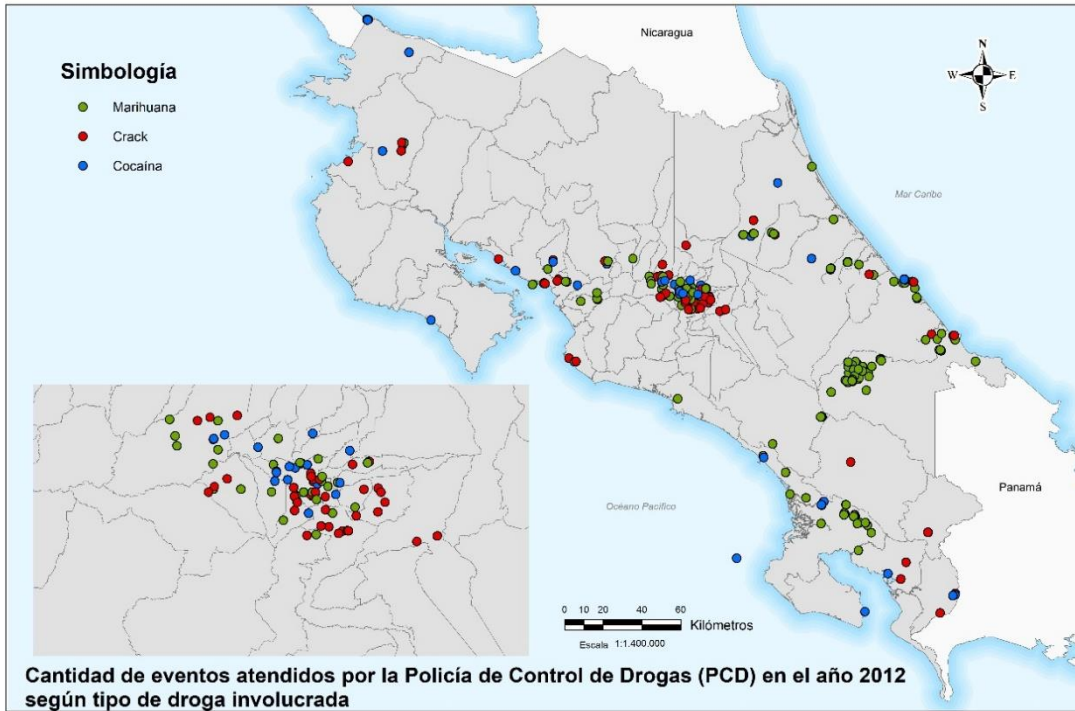 Nicaragua
N
W E
S
Simbología
Marihuana
Crack
Cocaína
Mar Caribe
Océano Pacífico
Panamá
0 10 20 40 60
Kilómetros
Escala 1:1.400.000
Cantidad de eventos atendidos por la Policía de Control de Drogas (PCD) en el año 2012
según tipo de droga involucrada